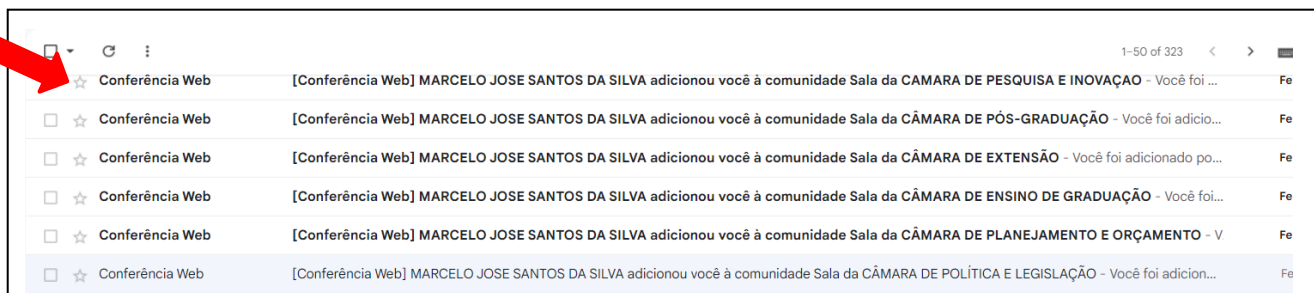 1–50 of 323
Conferência Web [Conferência Web] MARCELO JOSE SANTOS DA SILVA adicionou você à comunidade Sala da CAMARA DE PESQUISA E INOVAÇAO - Você foi ... Fe
Conferência Web [Conferência Web] MARCELO JOSE SANTOS DA SILVA adicionou você à comunidade Sala da CÂMARA DE PÓS-GRADUAÇÃO - Você foi adicio... Fe
Conferência Web [Conferência Web] MARCELO JOSE SANTOS DA SILVA adicionou você à comunidade Sala da CÂMARA DE EXTENSÃO - Você foi adicionado po... Fe
Conferência Web [Conferência Web] MARCELO JOSE SANTOS DA SILVA adicionou você à comunidade Sala da CÂMARA DE ENSINO DE GRADUAÇÃO - Você foi... Fe
Conferência Web [Conferência Web] MARCELO JOSE SANTOS DA SILVA adicionou você à comunidade Sala da CÂMARA DE PLANEJAMENTO E ORÇAMENTO - V Fe
Conferência Web [Conferência Web] MARCELO JOSE SANTOS DA SILVA adicionou você à comunidade Sala da CÂMARA DE POLÍTICA E LEGISLAÇÃO - Você foi adicion... Fe